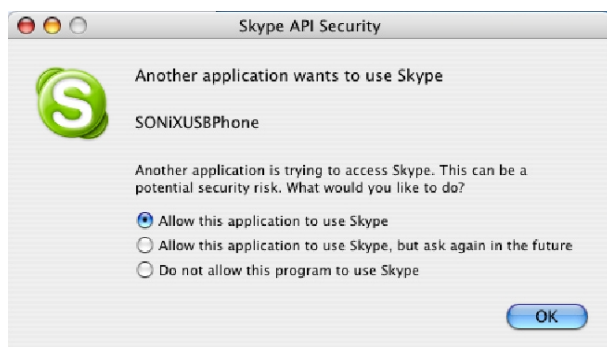 Skype API Security
Another application wants to use Skype
SONiXUSBPhone
Another application is trying to access Skype. This can be a
potential security risk. What would you like to do?
Allow this application to use Skype
Allow this application to use Skype, but ask again in the future
Do not allow this program to use Skype
OK